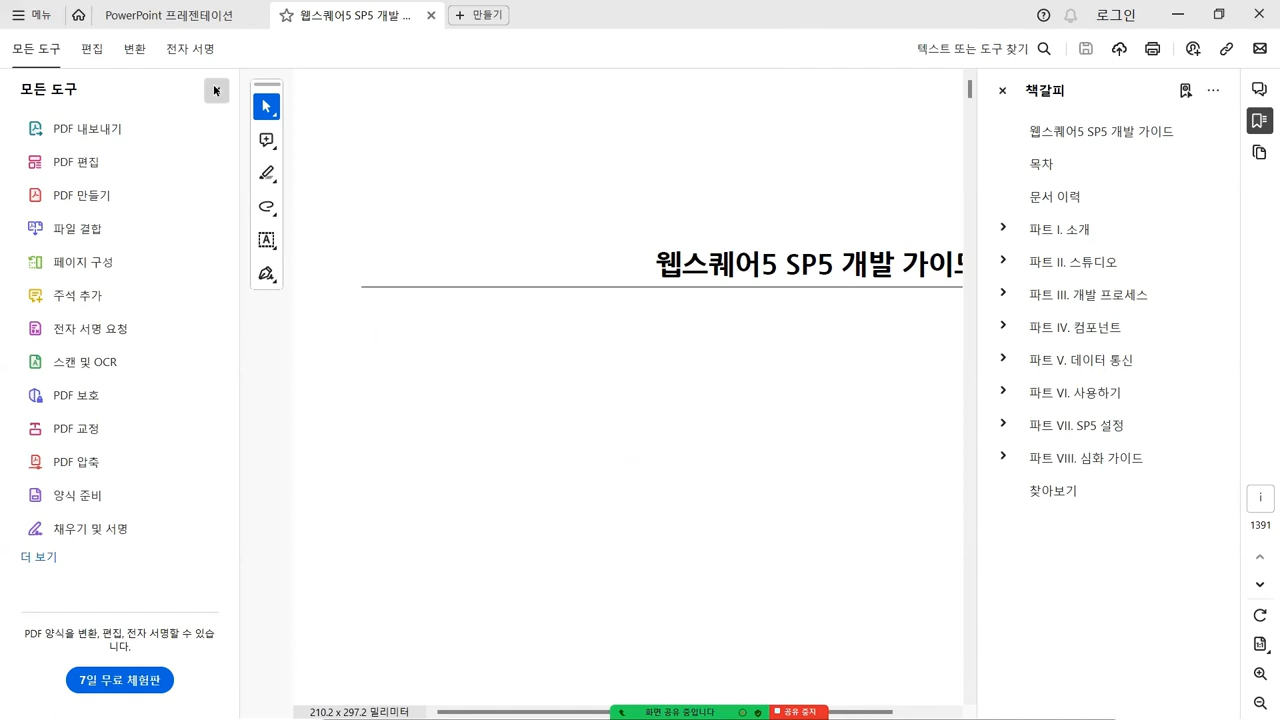 메뉴
PowerPoint 프레젠테이션
웹스퀘어5 SP5 개발 ...
만들기
로그인
모든 도구
편집
변환
전자 서명
텍스트 또는 도구 찾기
모든 도구
PDF 내보내기
PDF 편집
PDF 만들기
파일 결합
페이지 구성
주석 추가
전자 서명 요청
스캔 및 OCR
PDF 보호
PDF 교정
PDF 압축
양식 준비
채우기 및 서명
더 보기
PDF 양식을 변환, 편집, 전자 서명할 수 있습
니다.
7일 무료 체험판
웹스퀘어5 SP5 개발 가이드
210.2 x 297.2 밀리미터
화면 공유 중입니다
공유 중지
책갈피
웹스퀘어5 SP5 개발 가이드
목차
문서 이력
파트 I. 소개
파트 II. 스튜디오
파트 III. 개발 프로세스
파트 IV. 컴포넌트
파트 V. 데이터 통신
파트 VI. 사용하기
파트 VII. SP5 설정
파트 VIII. 심화 가이드
찾아보기
i
1391